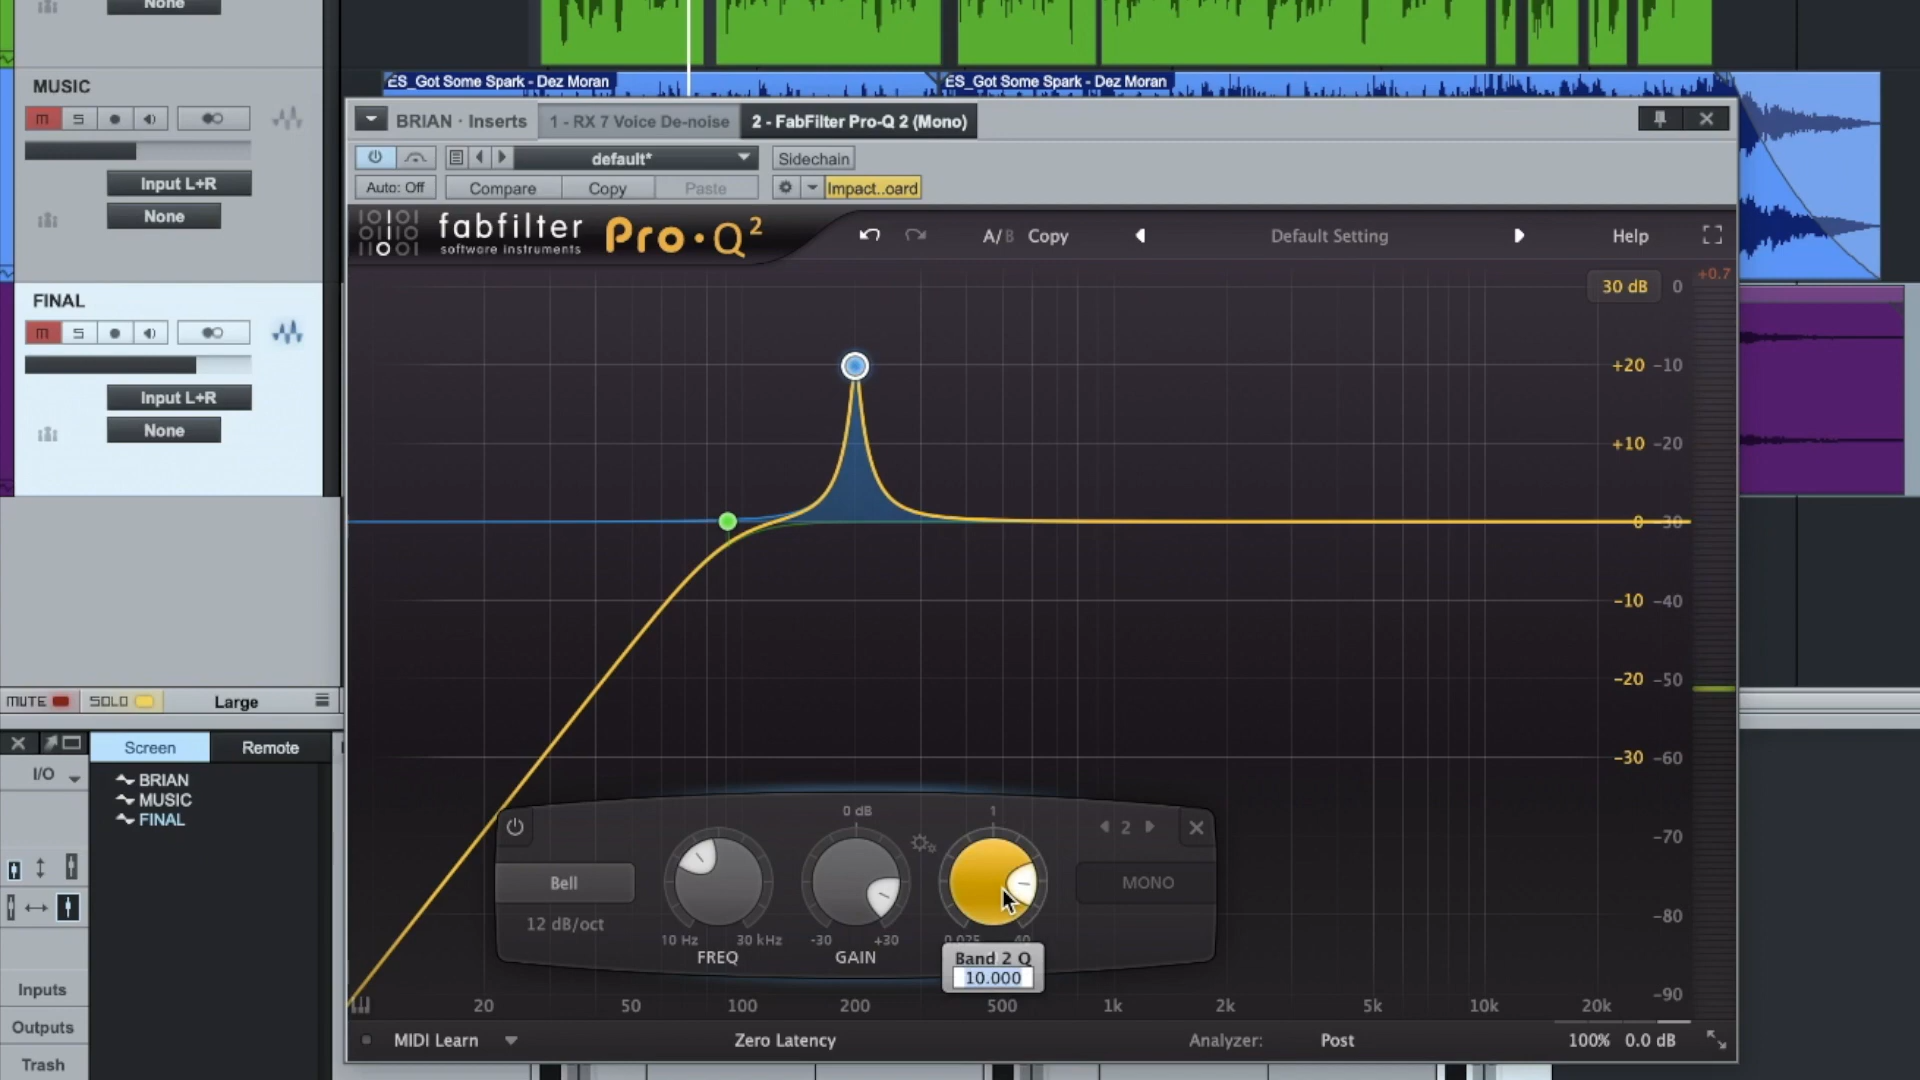 None
MUSIC
M S
Input L+R
None
FINAL
M S
Input L+R
None
MUTE SOLO Large
Screen Remote
I/O
BRIAN
MUSIC
FINAL
Inputs
Outputs
Trash
ES_Got Some Spark - Dez Moran
ES_Got Some Spark - Dez Moran
BRIAN · Inserts 1 - RX 7 Voice De-noise 2 - FabFilter Pro-Q 2 (Mono)
default* Sidechain
Auto: Off Compare Copy Paste Impact..oard
fabfilter
software instruments
Pro·Q2
A/B Copy Default Setting Help
+0.7
30 dB 0
+20 -10
+10 -20
0 -30
-10 -40
-20 -50
-30 -60
-70
-80
-90
0 dB 1
2
Bell MONO
12 dB/oct
10 Hz 30 kHz -30 +30 0.025 40
FREQ GAIN
Band 2 Q
10.000
20 50 100 200 500 1k 2k 5k 10k 20k
MIDI Learn Zero Latency Analyzer: Post 100% 0.0 dB